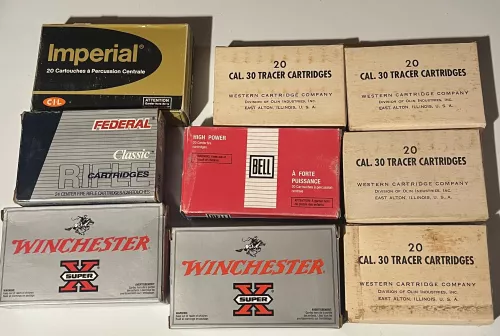 Imperial®
20 Cartouches à Percussion Centrale
CIL
ATTENTION
20
CAL. 30 TRACER CARTRIDGES
WESTERN CARTRIDGE COMPANY
DIVISION OF OLIN INDUSTRIES, INC.
EAST ALTON, ILLINOIS, U. S. A.
20
CAL. 30 TRACER CARTRIDGES
WESTERN CARTRIDGE COMPANY
DIVISION OF OLIN INDUSTRIES, INC.
EAST ALTON, ILLINOIS, U. S. A.
FEDERAL
Classic
RIFLE
CARTRIDGES
HIGH POWER
BELL
À FORTE
PUISSANCE
20
CAL. 30 TRACER CARTRIDGES
WESTERN CARTRIDGE COMPANY
DIVISION OF OLIN INDUSTRIES, INC.
EAST ALTON, ILLINOIS, U. S. A.
WINCHESTER
SUPER
X
WINCHESTER
SUPER
X
20
CAL. 30 TRACER CARTRIDGES
WESTERN CARTRIDGE COMPANY
DIVISION OF OLIN INDUSTRIES, INC.
EAST ALTON, ILLINOIS, U. S. A.